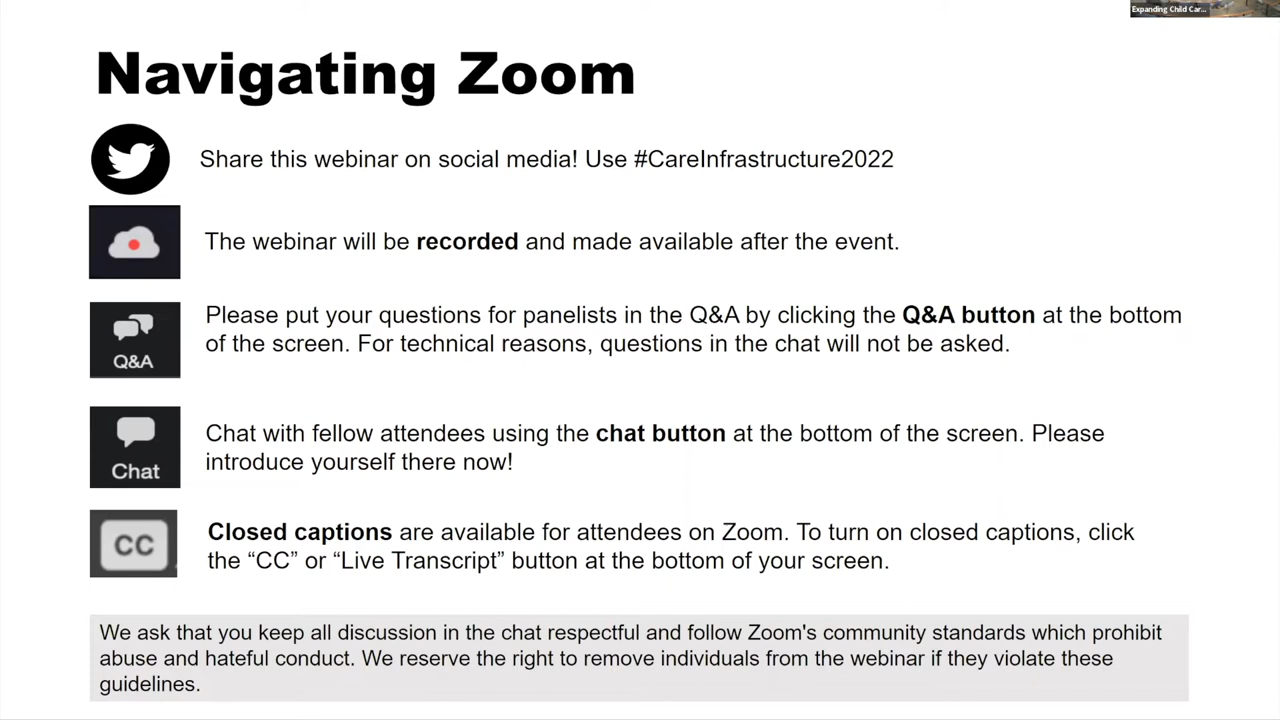 Expanding Child Car...
Navigating Zoom
Share this webinar on social media! Use #CareInfrastructure2022
The webinar will be recorded and made available after the event.
Q&A
Please put your questions for panelists in the Q&A by clicking the Q&A button at the bottom
of the screen. For technical reasons, questions in the chat will not be asked.
Chat
Chat with fellow attendees using the chat button at the bottom of the screen. Please
introduce yourself there now!
CC
Closed captions are available for attendees on Zoom. To turn on closed captions, click
the “CC” or “Live Transcript” button at the bottom of your screen.
We ask that you keep all discussion in the chat respectful and follow Zoom's community standards which prohibit
abuse and hateful conduct. We reserve the right to remove individuals from the webinar if they violate these
guidelines.